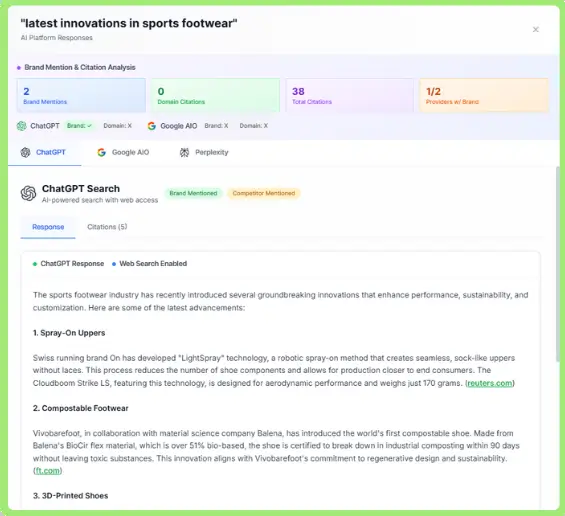 "latest innovations in sports footwear"
AI Platform Responses
Brand Mention & Citation Analysis
2
Brand Mentions
0
Domain Citations
38
Total Citations
1/2
Providers w/ Brand
ChatGPT Brand: ✓ Domain: X Google AIO Brand: X Domain: X
ChatGPT Google AIO Perplexity
ChatGPT Search
AI-powered search with web access
Brand Mentioned Competitor Mentioned
Response Citations (5)
ChatGPT Response Web Search Enabled
The sports footwear industry has recently introduced several groundbreaking innovations that enhance performance, sustainability, and
customization. Here are some of the latest advancements:
1. Spray-On Uppers
Swiss running brand On has developed "LightSpray" technology, a robotic spray-on method that creates seamless, sock-like uppers
without laces. This process reduces the number of shoe components and allows for production closer to end consumers. The
Cloudboom Strike LS, featuring this technology, is designed for aerodynamic performance and weighs just 170 grams. (reuters.com)
2. Compostable Footwear
Vivobarefoot, in collaboration with material science company Balena, has introduced the world's first compostable shoe. Made from
Balena's BioCir flex material, which is over 51% bio-based, the shoe is certified to break down in industrial composting within 90 days
without leaving toxic substances. This innovation aligns with Vivobarefoot's commitment to regenerative design and sustainability.
(ft.com)
3. 3D-Printed Shoes